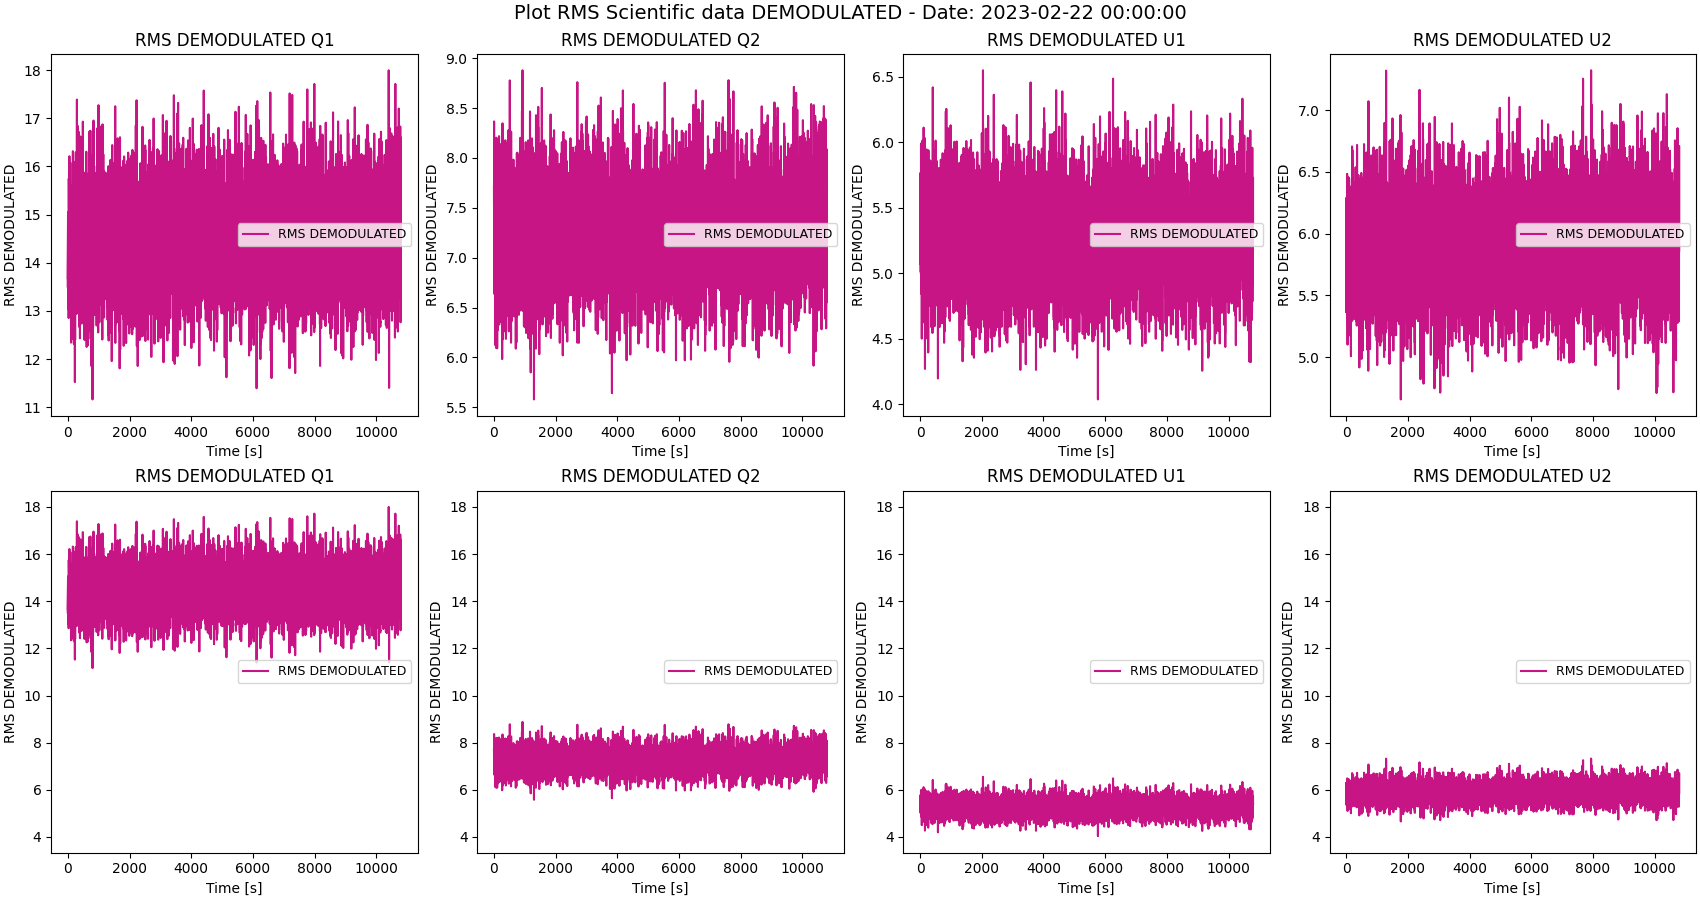 Plot RMS Scientific data DEMODULATED - Date: 2023-02-22 00:00:00
RMS DEMODULATED Q1
RMS DEMODULATED
18
17
16
15
14
13
12
11
RMS DEMODULATED
0 2000 4000 6000 8000 10000
Time [s]
RMS DEMODULATED Q2
RMS DEMODULATED
9.0
8.5
8.0
7.5
7.0
6.5
6.0
5.5
RMS DEMODULATED
0 2000 4000 6000 8000 10000
Time [s]
RMS DEMODULATED U1
RMS DEMODULATED
6.5
6.0
5.5
5.0
4.5
4.0
RMS DEMODULATED
0 2000 4000 6000 8000 10000
Time [s]
RMS DEMODULATED U2
RMS DEMODULATED
7.0
6.5
6.0
5.5
5.0
RMS DEMODULATED
0 2000 4000 6000 8000 10000
Time [s]
RMS DEMODULATED Q1
RMS DEMODULATED
18
16
14
12
10
8
6
4
RMS DEMODULATED
0 2000 4000 6000 8000 10000
Time [s]
RMS DEMODULATED Q2
RMS DEMODULATED
18
16
14
12
10
8
6
4
RMS DEMODULATED
0 2000 4000 6000 8000 10000
Time [s]
RMS DEMODULATED U1
RMS DEMODULATED
18
16
14
12
10
8
6
4
RMS DEMODULATED
0 2000 4000 6000 8000 10000
Time [s]
RMS DEMODULATED U2
RMS DEMODULATED
18
16
14
12
10
8
6
4
RMS DEMODULATED
0 2000 4000 6000 8000 10000
Time [s]